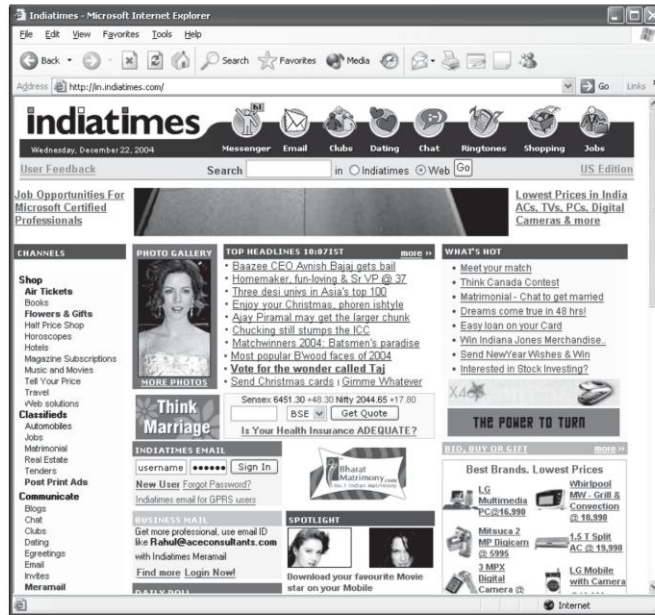 Indiatimes - Microsoft Internet Explorer
File Edit View Favorites Tools Help
Back Search Favorites Media
Address http://in.indiatimes.com/ Go Links
indiatimes
Wednesday, December 22, 2004
Messenger Email Clubs Dating Chat Ringtones Shopping Jobs
User Feedback Search in Indiatimes Web Go US Edition
Job Opportunities For
Microsoft Certified
Professionals
Lowest Prices in India
ACs, TVs, PCs, Digital
Cameras & more
CHANNELS
Shop
Air Tickets
Books
Flowers & Gifts
Half Price Shop
Horoscopes
Hotels
Magazine Subscriptions
Music and Movies
Tell Your Price
Travel
Web solutions
Classifieds
Automobiles
Jobs
Matrimonial
Real Estate
Tenders
Post Print Ads
Communicate
Blogs
Chat
Clubs
Dating
Egreetings
Email
Invites
Meramail
PHOTO GALLERY
MORE PHOTOS
TOP HEADLINES 10:07IST more »
• Baazee CEO Avnish Bajaj gets bail
• Homemaker, fun-loving & Sr VP @ 37
• Three desi univs in Asia's top 100
• Enjoy your Christmas, phoren ishtyle
• Ajay Piramal may get the larger chunk
• Chucking still stumps the ICC
• Matchwinners 2004: Batsmen's paradise
• Most popular B'wood faces of 2004
• Vote for the wonder called Taj
• Send Christmas cards | Gimme Whatever
WHAT'S HOT
• Meet your match
• Think Canada Contest
• Matrimonial - Chat to get married
• Dreams come true in 48 hrs!
• Easy loan on your Card
• Win Indiana Jones Merchandise..
• Send NewYear Wishes & Win
• Interested in Stock Investing?
Think
Marriage
Sensex 6451.30 +48.30 Nifty 2044.65 +17.80
BSE Get Quote
Is Your Health Insurance ADEQUATE?
THE POWER TO TURN
INDIATIMES EMAIL
username Sign In
New User Forgot Password?
Indiatimes email for GPRS users
Bharat
Matrimony.com
BUSINESS MAIL
Get more professional, use email ID
like Rahul@aceconsultants.com
with Indiatimes Meramail
Find more Login Now!
DAILY POLL
SPOTLIGHT
Download your favourite Movie
star on your Mobile
BID, BUY OR GIFT more »
Best Brands. Lowest Prices
LG
Multimedia
PC@16,990
Whirlpool
MW - Grill &
Convection
@ 10,990
Mitsuca 2
MP Digicam
@ 5995
1.5 T Split
AC @ 19,990
3 MPX
Digital
Camera @
LG Mobile
with Camera
Internet